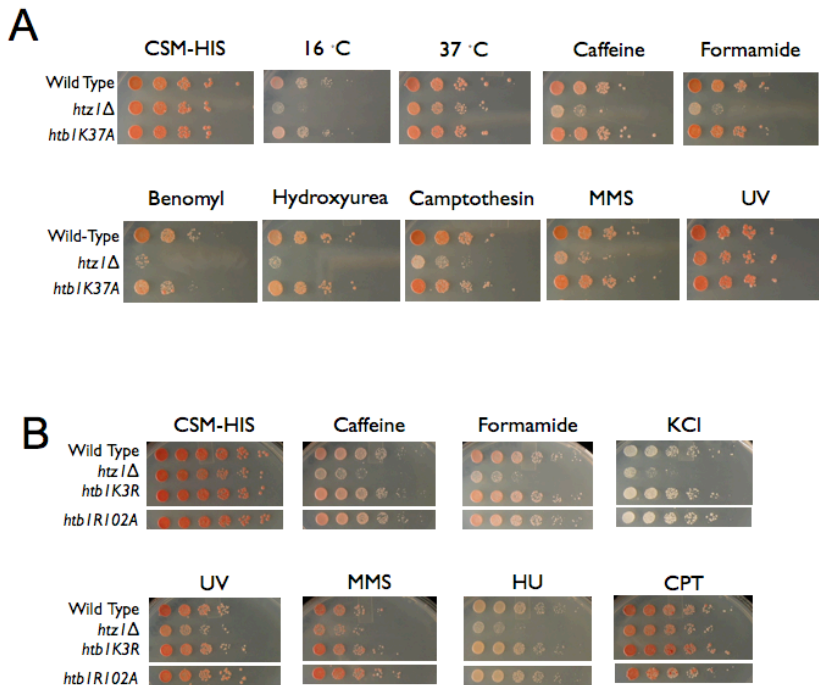 A
CSM-HIS 16 °C 37 °C Caffeine Formamide
Wild Type
htz1Δ
htb1K37A
Benomyl Hydroxyurea Camptothesin MMS UV
Wild-Type
htz1Δ
htb1K37A
B
CSM-HIS Caffeine Formamide KCl
Wild Type
htz1Δ
htb1K3R
htb1R102A
UV MMS HU CPT
Wild Type
htz1Δ
htb1K3R
htb1R102A